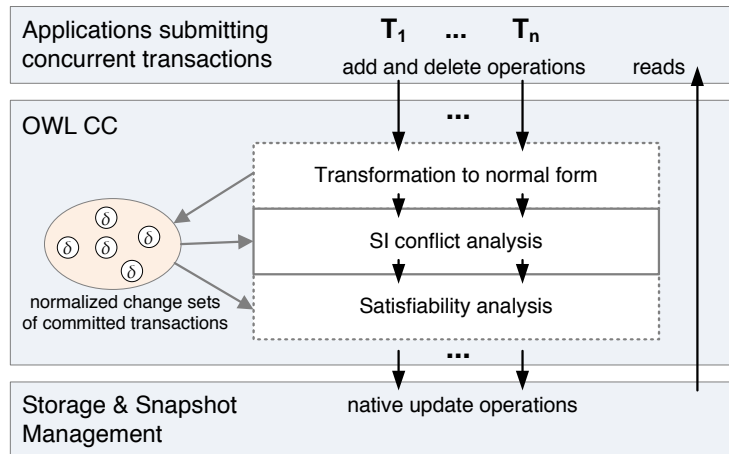 Applications submitting
concurrent transactions
T1 ... Tn
add and delete operations
reads
OWL CC
...
Transformation to normal form
SI conflict analysis
Satisfiability analysis
δ
δ δ δ
δ
normalized change sets
of committed transactions
...
Storage & Snapshot
Management
native update operations